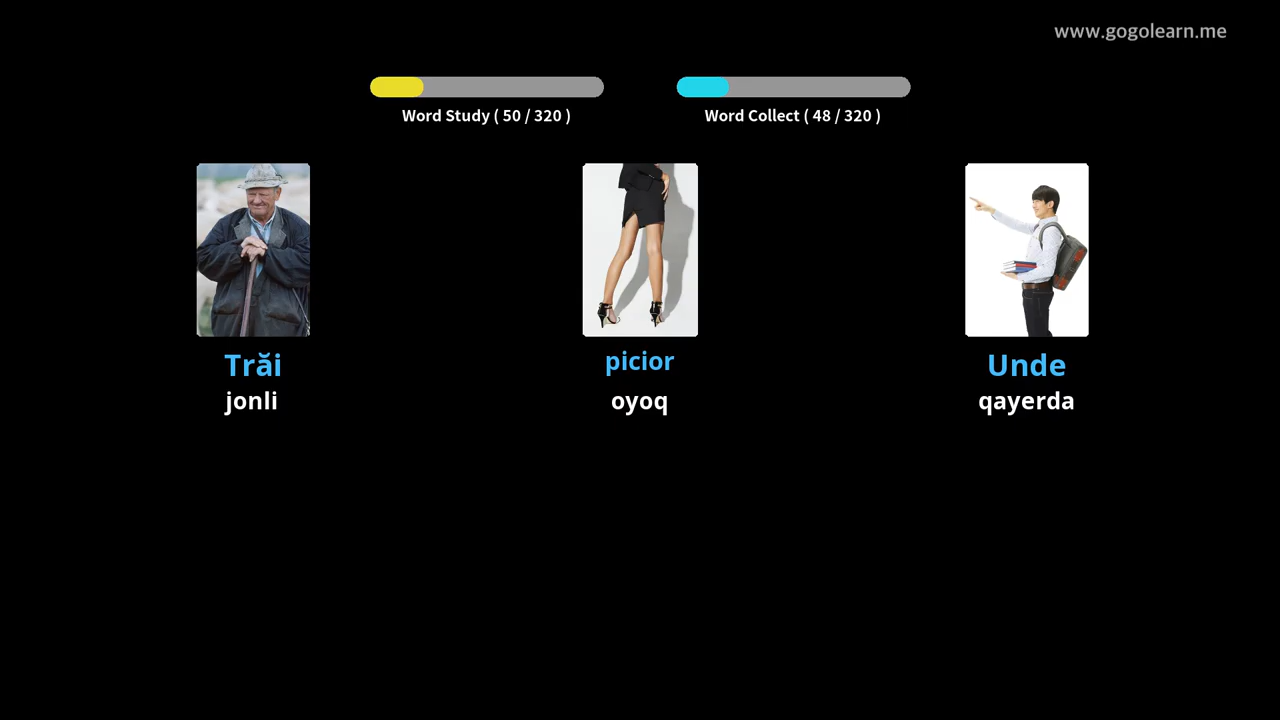 www.gogolearn.me
Word Study ( 50 / 320 )
Word Collect ( 48 / 320 )
Trăi
picior
Unde
jonli
oyoq
qayerda